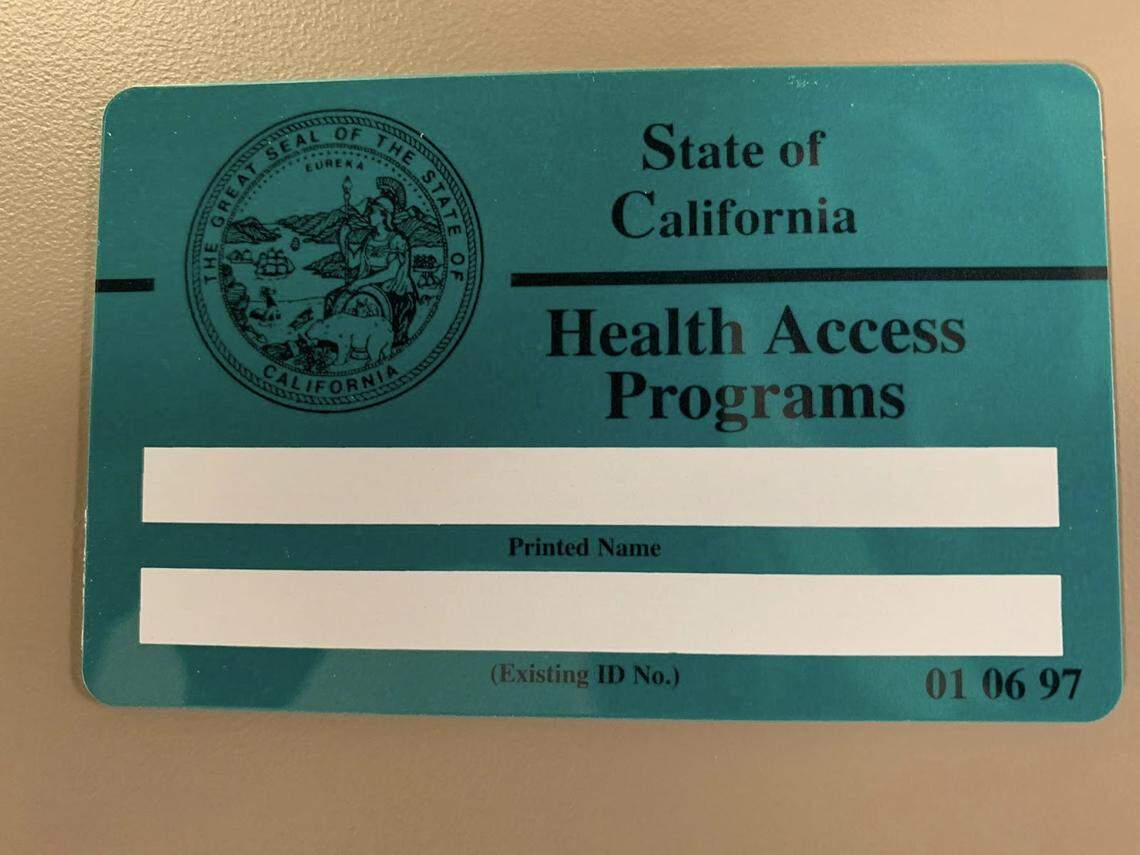 THE GREAT SEAL OF THE STATE OF CALIFORNIA
EUREKA
State of
California
Health Access
Programs
Printed Name
(Existing ID No.)
01 06 97